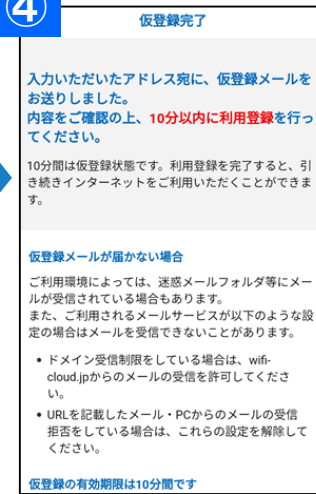 ④
仮登録完了
入力いただいたアドレス宛に、仮登録メールを
お送りしました。
内容をご確認の上、10分以内に利用登録を行っ
てください。
10分間は仮登録状態です。利用登録を完了すると、引
き続きインターネットをご利用いただくことができま
す。
仮登録メールが届かない場合
ご利用環境によっては、迷惑メールフォルダ等にメー
ルが受信されている場合もあります。
また、ご利用されるメールサービスが以下のような設
定の場合はメールを受信できないことがあります。
• ドメイン受信制限をしている場合は、wifi-
cloud.jpからのメールの受信を許可してくださ
い。
• URLを記載したメール・PCからのメールの受信
拒否をしている場合は、これらの設定を解除して
ください。
仮登録の有効期限は10分間です